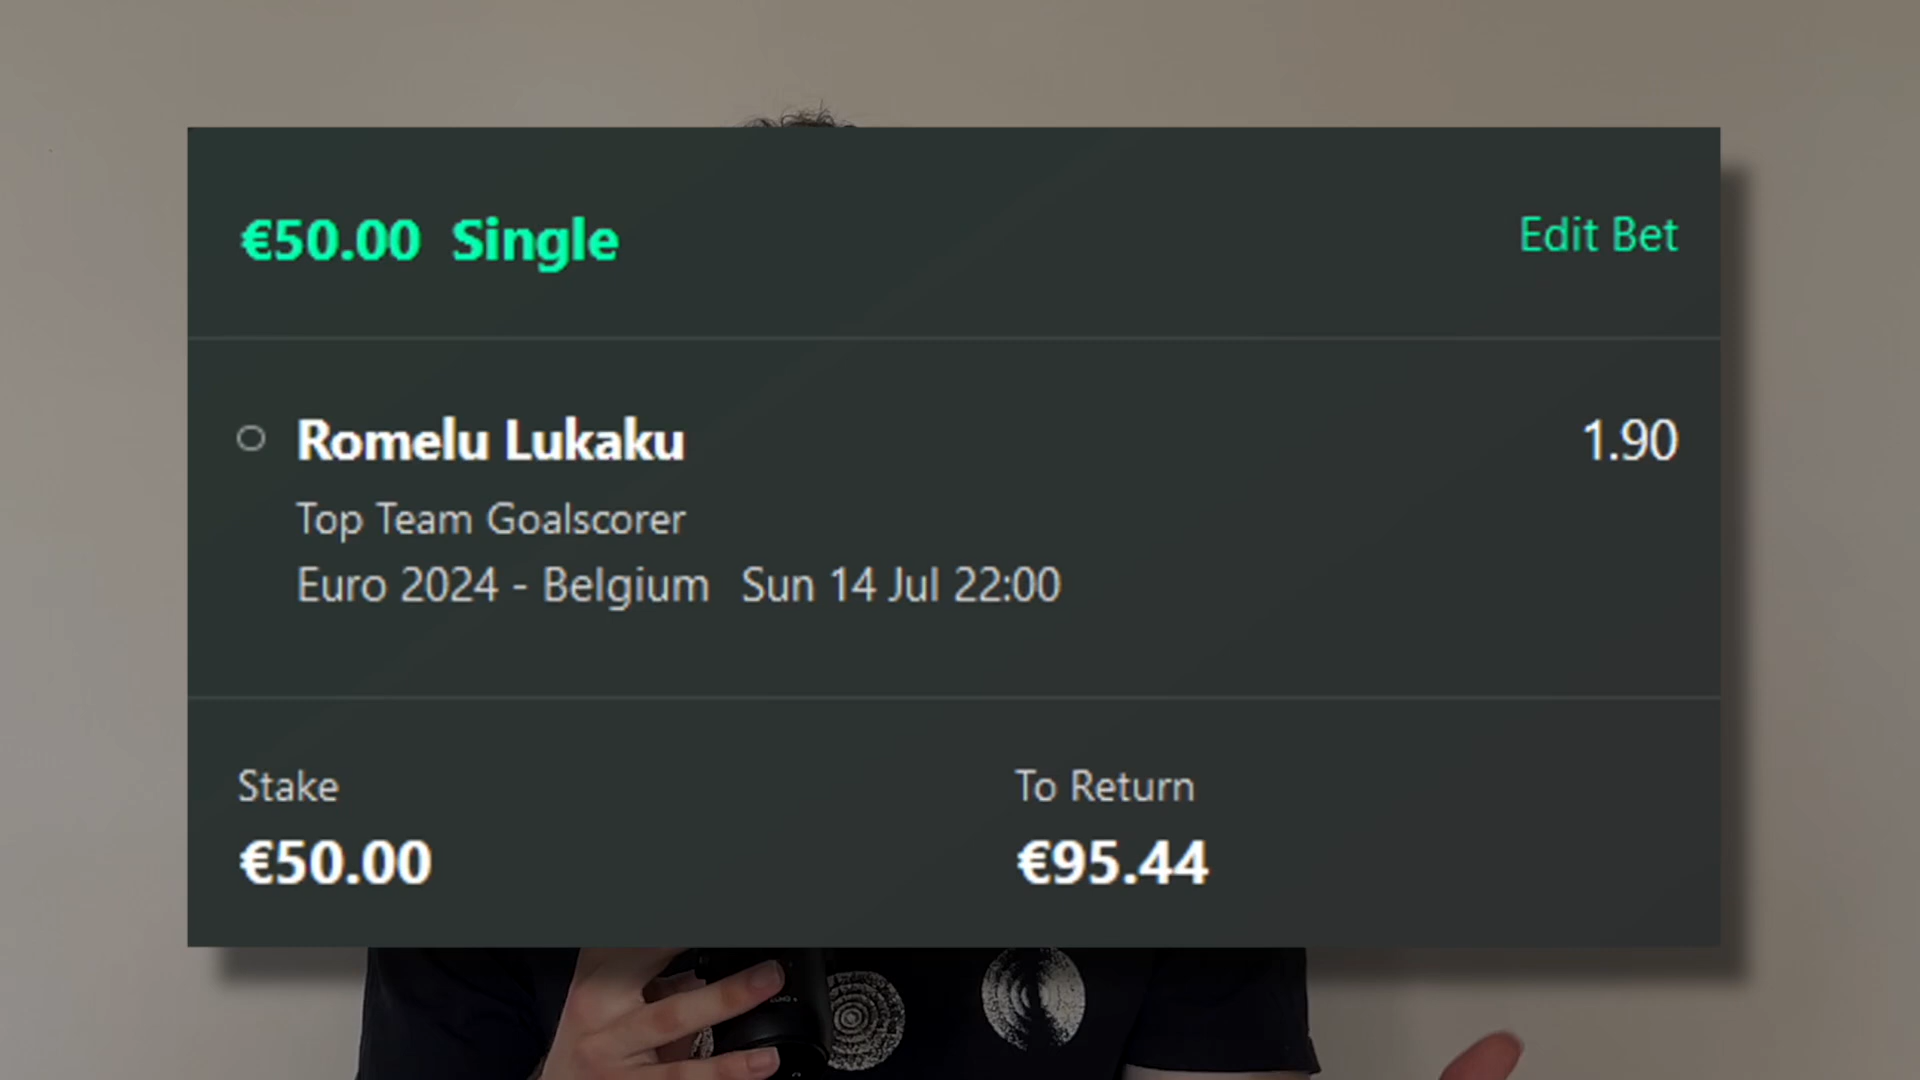 €50.00 Single
Edit Bet
Romelu Lukaku
1.90
Top Team Goalscorer
Euro 2024 - Belgium Sun 14 Jul 22:00
Stake
To Return
€50.00
€95.44